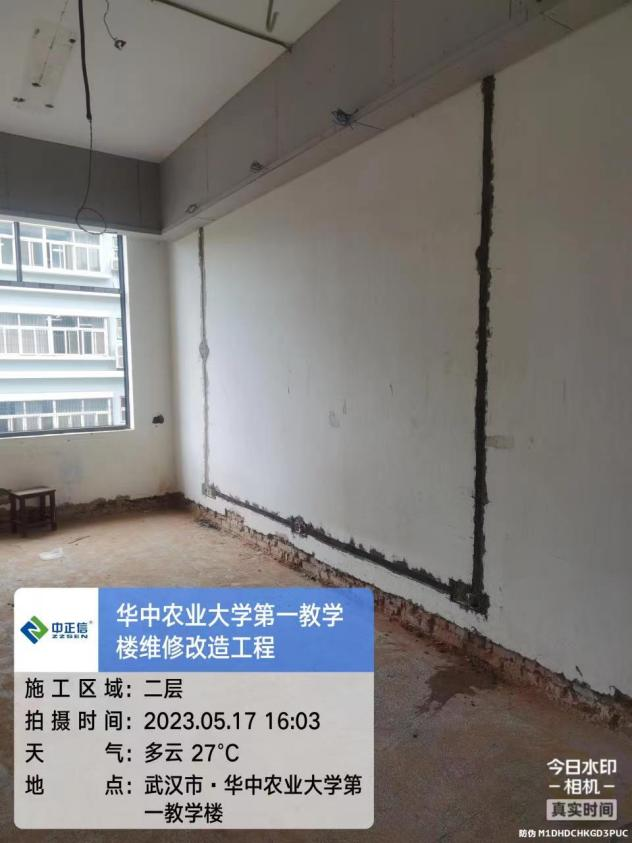 中正信®
ZZSEN
华中农业大学第一教学
楼维修改造工程
施工区域：二层
拍摄时间：2023.05.17 16:03
天气：多云 27℃
地点：武汉市·华中农业大学第
一教学楼
今日水印
相机
真实时间
防伪 M1DHDCHKGD3PUC